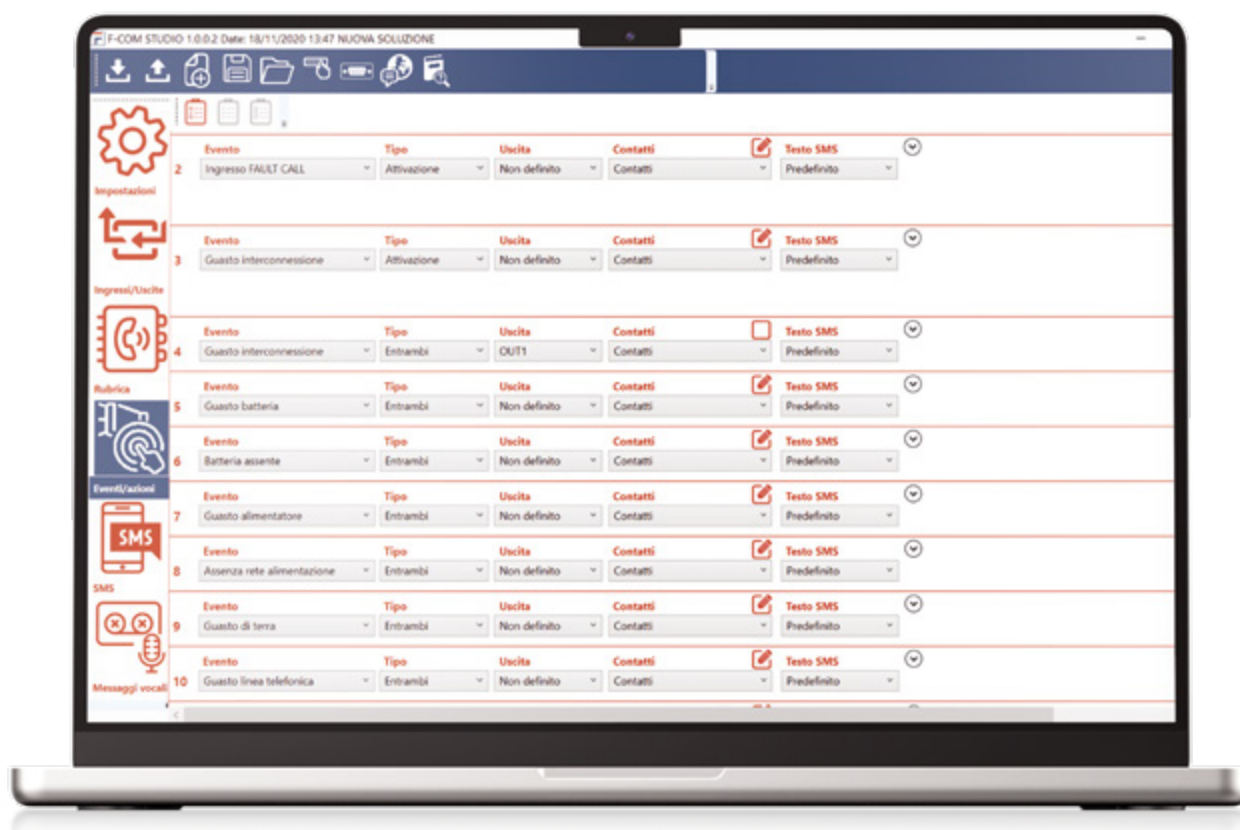 F-COM STUDIO 1.0.0.2 Date: 18/11/2020 13:47 NUOVA SOLUZIONE
Impostazioni
Ingressi/Uscite
Rubrica
Eventi/azioni
SMS
SMS
Messaggi vocali
Evento Tipo Uscita Contatti Testo SMS
2 Ingresso FAULT CALL Attivazione Non definito Contatti Predefinito
Evento Tipo Uscita Contatti Testo SMS
3 Guasto interconnessione Attivazione Non definito Contatti Predefinito
Evento Tipo Uscita Contatti Testo SMS
4 Guasto interconnessione Entrambi OUT1 Contatti Predefinito
Evento Tipo Uscita Contatti Testo SMS
5 Guasto batteria Entrambi Non definito Contatti Predefinito
Evento Tipo Uscita Contatti Testo SMS
6 Batteria assente Entrambi Non definito Contatti Predefinito
Evento Tipo Uscita Contatti Testo SMS
7 Guasto alimentatore Entrambi Non definito Contatti Predefinito
Evento Tipo Uscita Contatti Testo SMS
8 Assenza rete alimentazione Entrambi Non definito Contatti Predefinito
Evento Tipo Uscita Contatti Testo SMS
9 Guasto di terra Entrambi Non definito Contatti Predefinito
Evento Tipo Uscita Contatti Testo SMS
10 Guasto linea telefonica Entrambi Non definito Contatti Predefinito